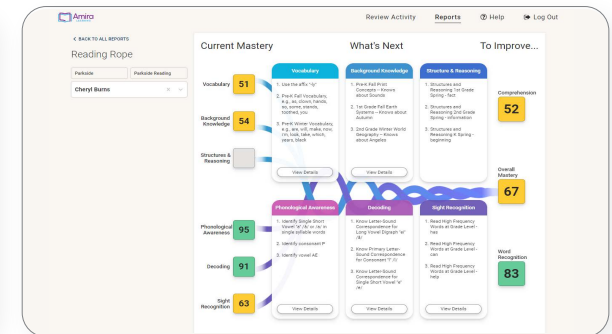 Amira
Review Activity
Reports
Help
Log Out
BACK TO ALL REPORTS
Reading Rope
Parkside
Parkside Reading
Cheryl Burns
Current Mastery
What's Next
To Improve...
Vocabulary
51
Background
Knowledge
54
Structures &
Reasoning
Phonological
Awareness
95
Decoding
91
Sight
Recognition
63
Vocabulary
1. Use the affix "-ly"
2. Pre-K Fall Vocabulary,
e.g., as, clown, hands,
as, some, stands,
toothed, you
3. Pre-K Winter Vocabulary,
e.g., are, will, make, now,
i'm, look, take, which,
years, black
View Details
Background Knowledge
1. Pre-K Fall Print
Concepts – Knows
about Sounds
2. 1st Grade Fall Earth
Systems – Knows about
Autumn
3. 2nd Grade Winter World
Geography – Knows
about Angeles
View Details
Structure & Reasoning
1. Structures and
Reasoning 1st Grade
Spring - fact
2. Structures and
Reasoning 2nd Grade
Spring - information
3. Structures and
Reasoning K Spring -
beginning
View Details
Phonological Awareness
1. Identify Single Short
Vowel "a" /ă/ or /a/ in
single syllable words
2. Identify consonant P
3. Identify vowel AE
View Details
Decoding
1. Know Letter-Sound
Correspondence for
Long Vowel Digraph
2. Know Primary Letter-
Sound Correspondence
for Consonant
3. Know Letter-Sound
Correspondence for
Single Short Vowel
View Details
Sight Recognition
1. Read High Frequency
Words at Grade Level -
has
2. Read High Frequency
Words at Grade Level -
can
3. Read High Frequency
Words at Grade Level -
help
View Details
Comprehension
52
Overall
Mastery
67
Word
Recognition
83